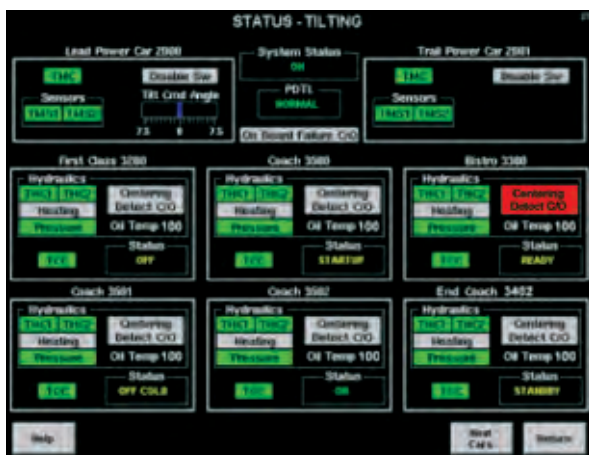 STATUS - TILTING
Lead Power Car 2000
System Status
ON
Trail Power Car 2001
TMC
Disable Sw
PDTL
NORMAL
TMC
Disable Sw
Sensors
TMS1 TMS2
Tilt Cmd Angle
7.5 0 7.5
Sensors
TMS1 TMS2
On Board Failure C/O
First Class 3200
Coach 3500
Bistro 3300
Hydraulics
THC1 THC2
Centering Detect C/O
Heating
Pressure
Oil Temp 100
TCC
Status
OFF
Hydraulics
THC1 THC2
Centering Detect C/O
Heating
Pressure
Oil Temp 100
TCC
Status
STARTUP
Hydraulics
THC1 THC2
Centering Detect C/O
Heating
Pressure
Oil Temp 100
TCC
Status
READY
Coach 3501
Coach 3502
End Coach 3402
Hydraulics
THC1 THC2
Centering Detect C/O
Heating
Pressure
Oil Temp 100
TCC
Status
OFF COLD
Hydraulics
THC1 THC2
Centering Detect C/O
Heating
Pressure
Oil Temp 100
TCC
Status
ON
Hydraulics
THC1 THC2
Centering Detect C/O
Heating
Pressure
Oil Temp 100
TCC
Status
STANDBY
Help
Next
Cars
Return